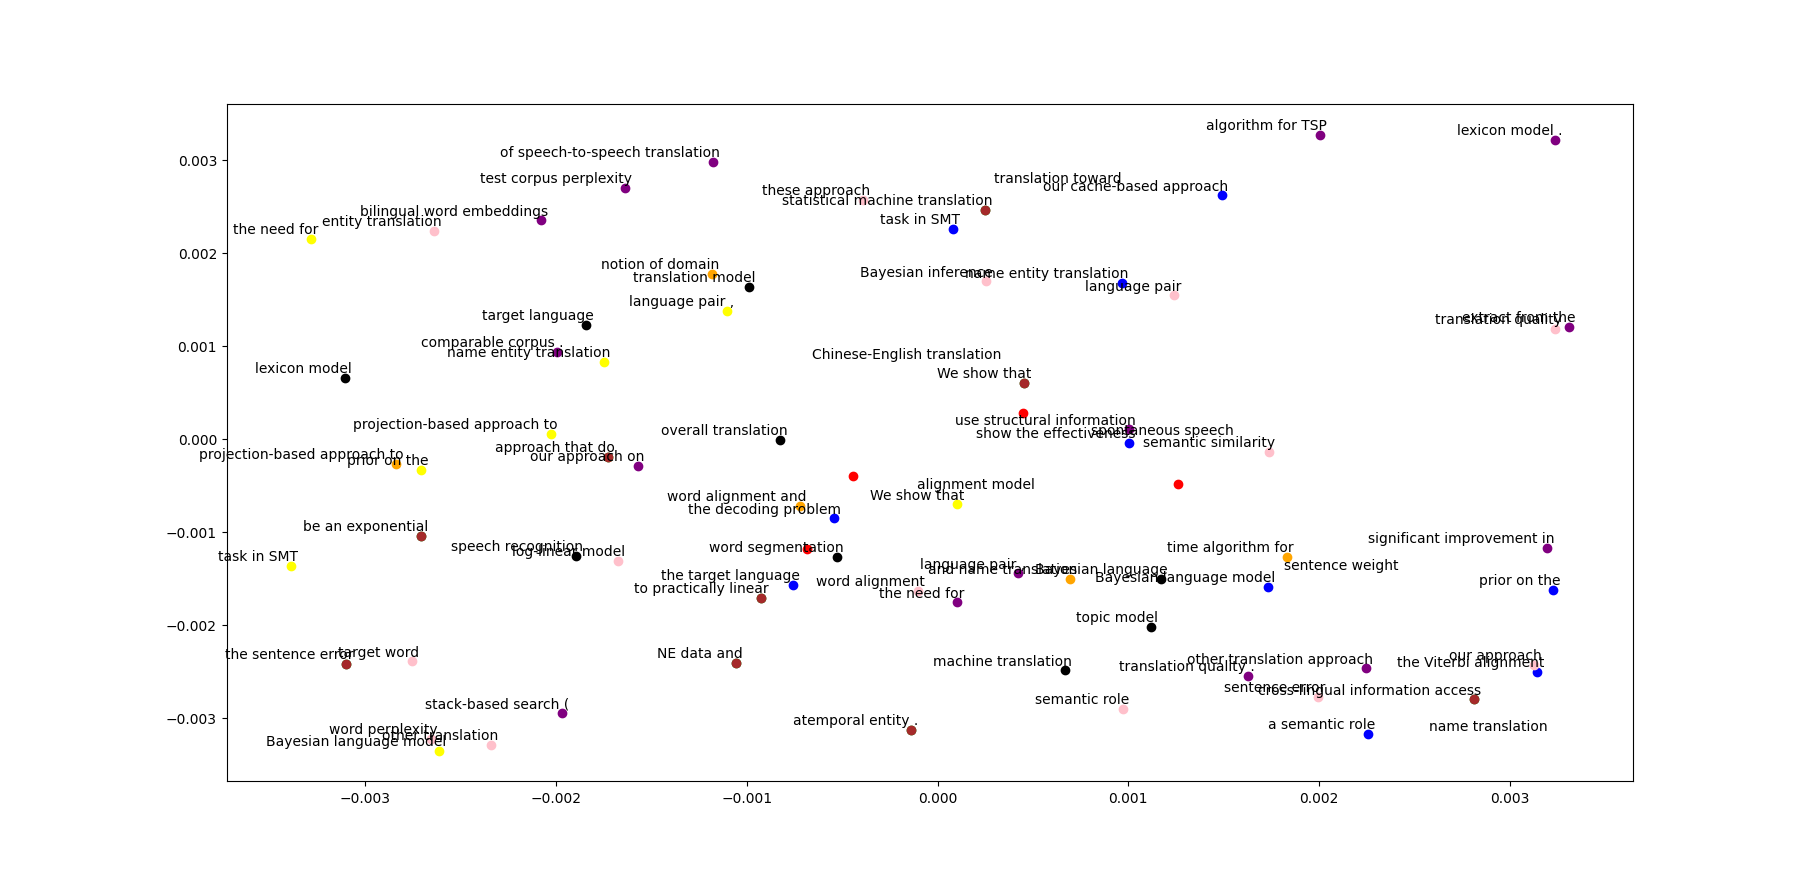 algorithm for TSP
lexicon model .
of speech-to-speech translation
0.003
test corpus perplexity
translation toward
these approach
our cache-based approach
statistical machine translation
bilingual word embeddings
entity translation
task in SMT
the need for
0.002
notion of domain
translation model
Bayesian inference
name entity translation
language pair
language pair ,
target language
extract from the
translation quality
0.001
comparable corpus .
name entity translation
Chinese-English translation
lexicon model
We show that
projection-based approach to
use structural information
overall translation
spontaneous speech
show the effectiveness
0.000
semantic similarity
approach that do
our approach on
projection-based approach to
prior on the
alignment model
word alignment and
We show that
the decoding problem
be an exponential
−0.001
significant improvement in
speech recognition
log-linear model
word segmentation
time algorithm for
task in SMT
language pair
sentence weight
and name translation
Bayesian language
the target language
Bayesian language model
word alignment
prior on the
to practically linear
the need for
topic model
−0.002
the sentence error
target word
NE data and
our approach
machine translation
translation quality .
other translation approach
the Viterbi alignment
sentence error
cross-lingual information access
semantic role
stack-based search (
−0.003
atemporal entity .
a semantic role
name translation
word perplexity
other translation
Bayesian language model
−0.003
−0.002
−0.001
0.000
0.001
0.002
0.003